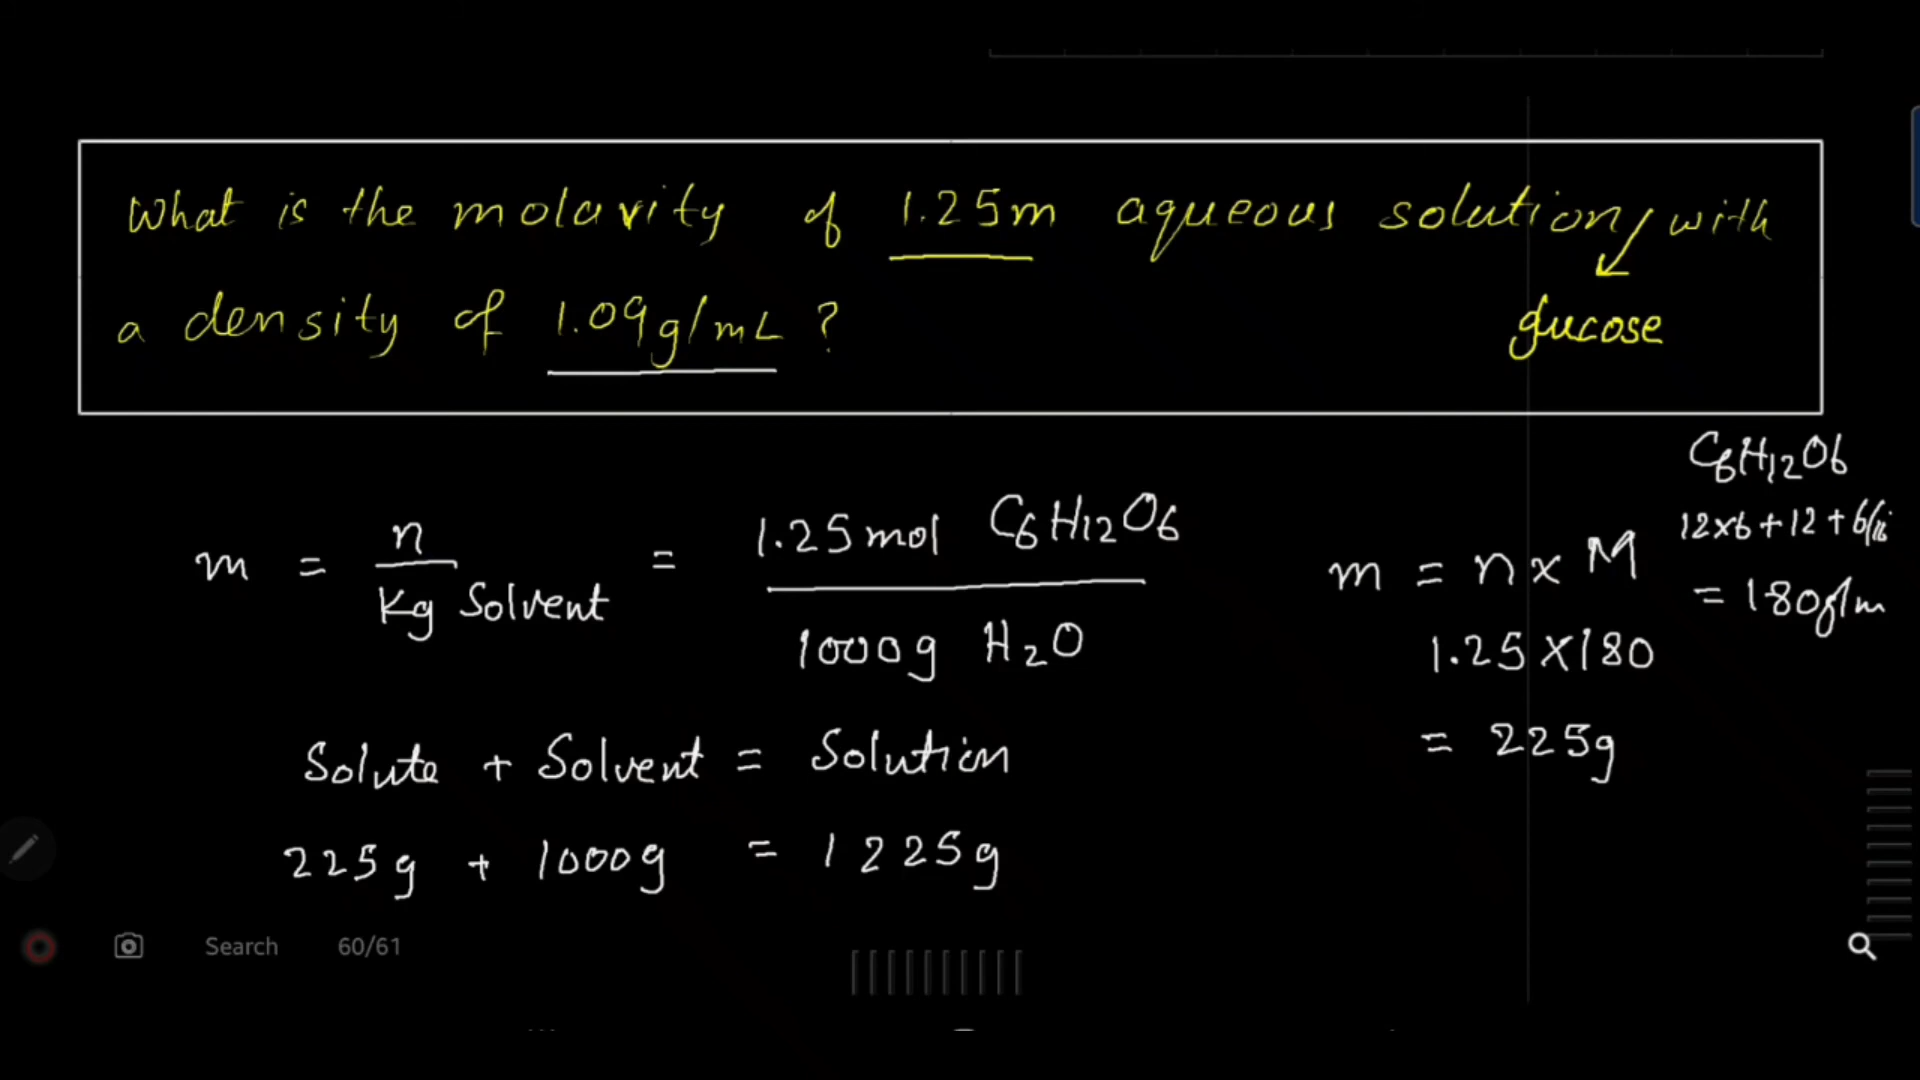 What is the molarity of 1.25m aqueous solution, with
a density of 1.09g/mL ? glucose
C6H12O6
12x6+12+6(16
= 180g/m
m = n / Kg Solvent = 1.25 mol C6H12O6 / 1000g H2O
m = n x M
1.25 X 180
= 225g
Solute + Solvent = Solution
225g + 1000g = 1225g
Search 60/61